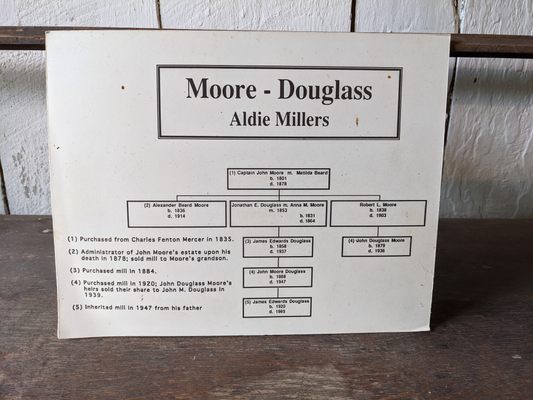 Moore - Douglass
Aldie Millers
(1) Captain John Moore m. Matilda Beard
b. 1801
d. 1878
(2) Alexander Beard Moore
b. 1835
d. 1914
Jonathan E. Douglass m. Anna M. Moore
m. 1853
b. 1831
d. 1864
Robert L. Moore
b. 1838
d. 1903
(3) James Edwards Douglass
b. 1858
d. 1937
(4) John Douglas Moore
b. 1879
d. 1936
(4) John Moore Douglass
b. 1888
d. 1947
(5) James Edwards Douglass
b. 1920
d. 1985
(1) Purchased from Charles Fenton Mercer in 1835.
(2) Administrator of John Moore's estate upon his
death in 1878; sold mill to Moore's grandson.
(3) Purchased mill in 1884.
(4) Purchased mill in 1920; John Douglass Moore's
heirs sold their share to John M. Douglass in
1939.
(5) Inherited mill in 1947 from his father